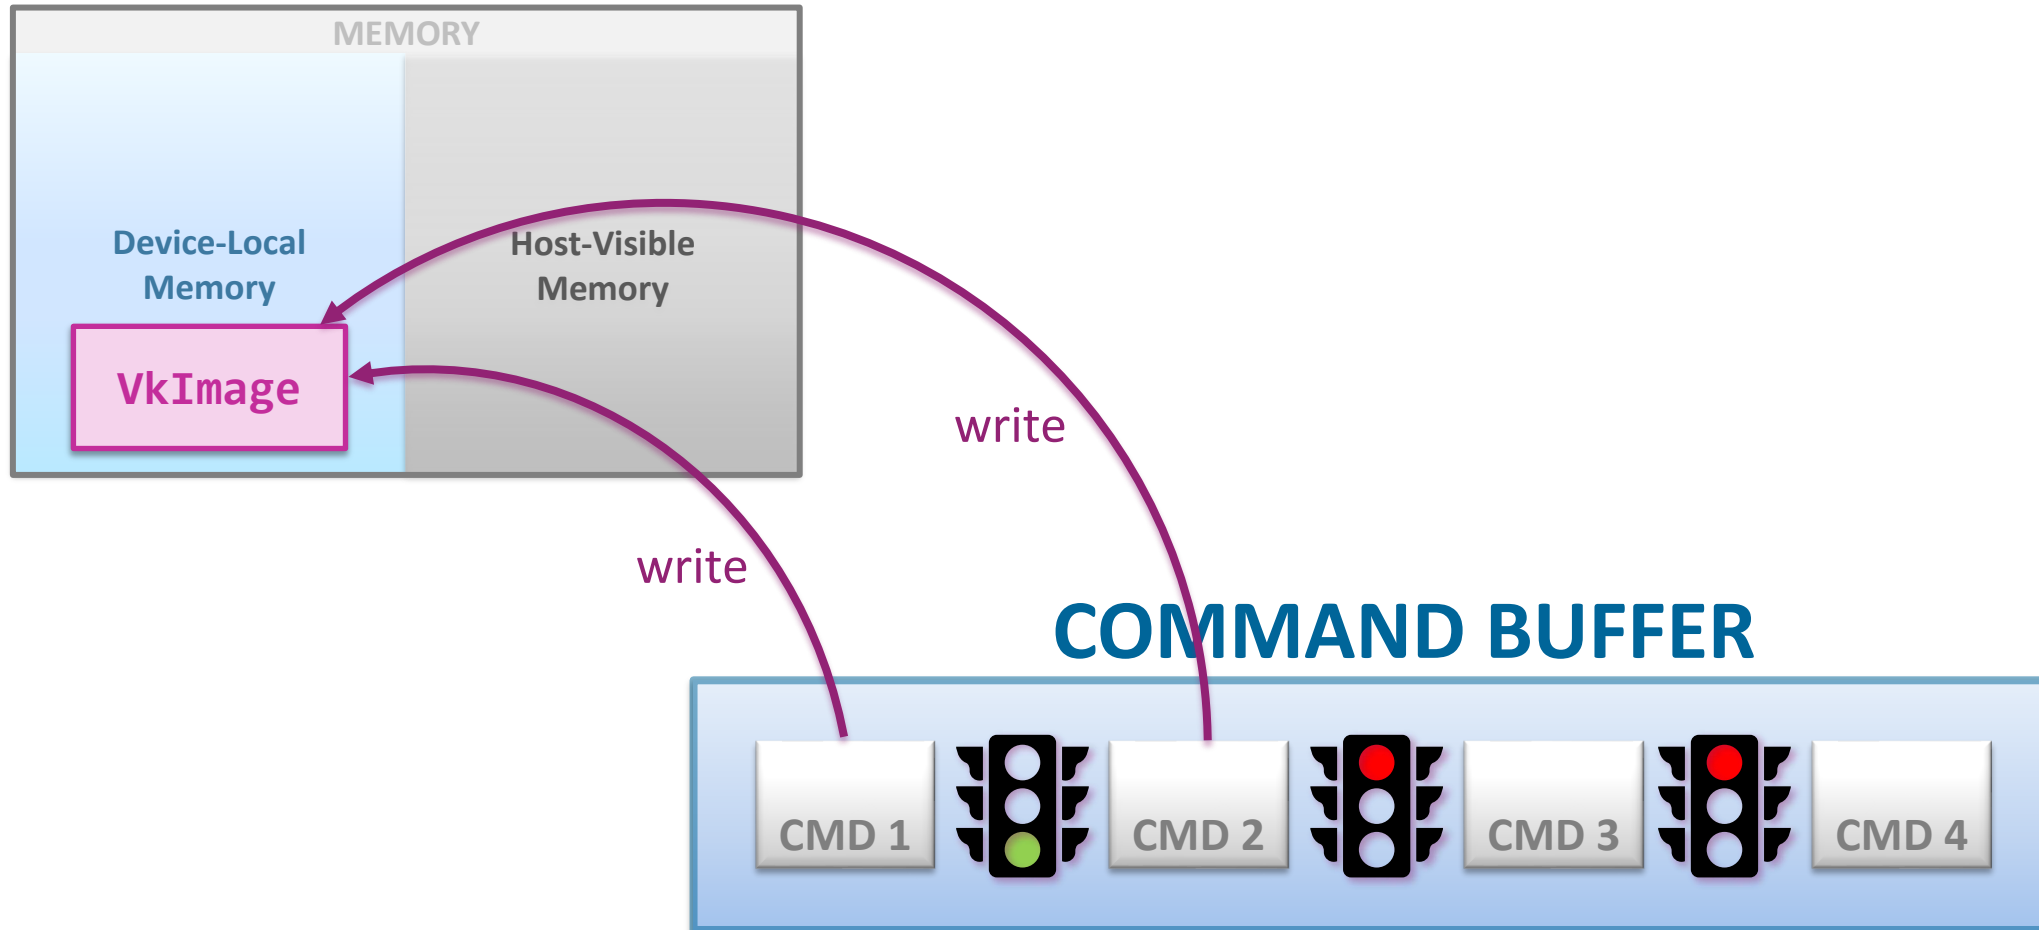 MEMORY
Device-Local
Memory
Host-Visible
Memory
VkImage
write
write
COMMAND BUFFER
CMD 1
CMD 2
CMD 3
CMD 4